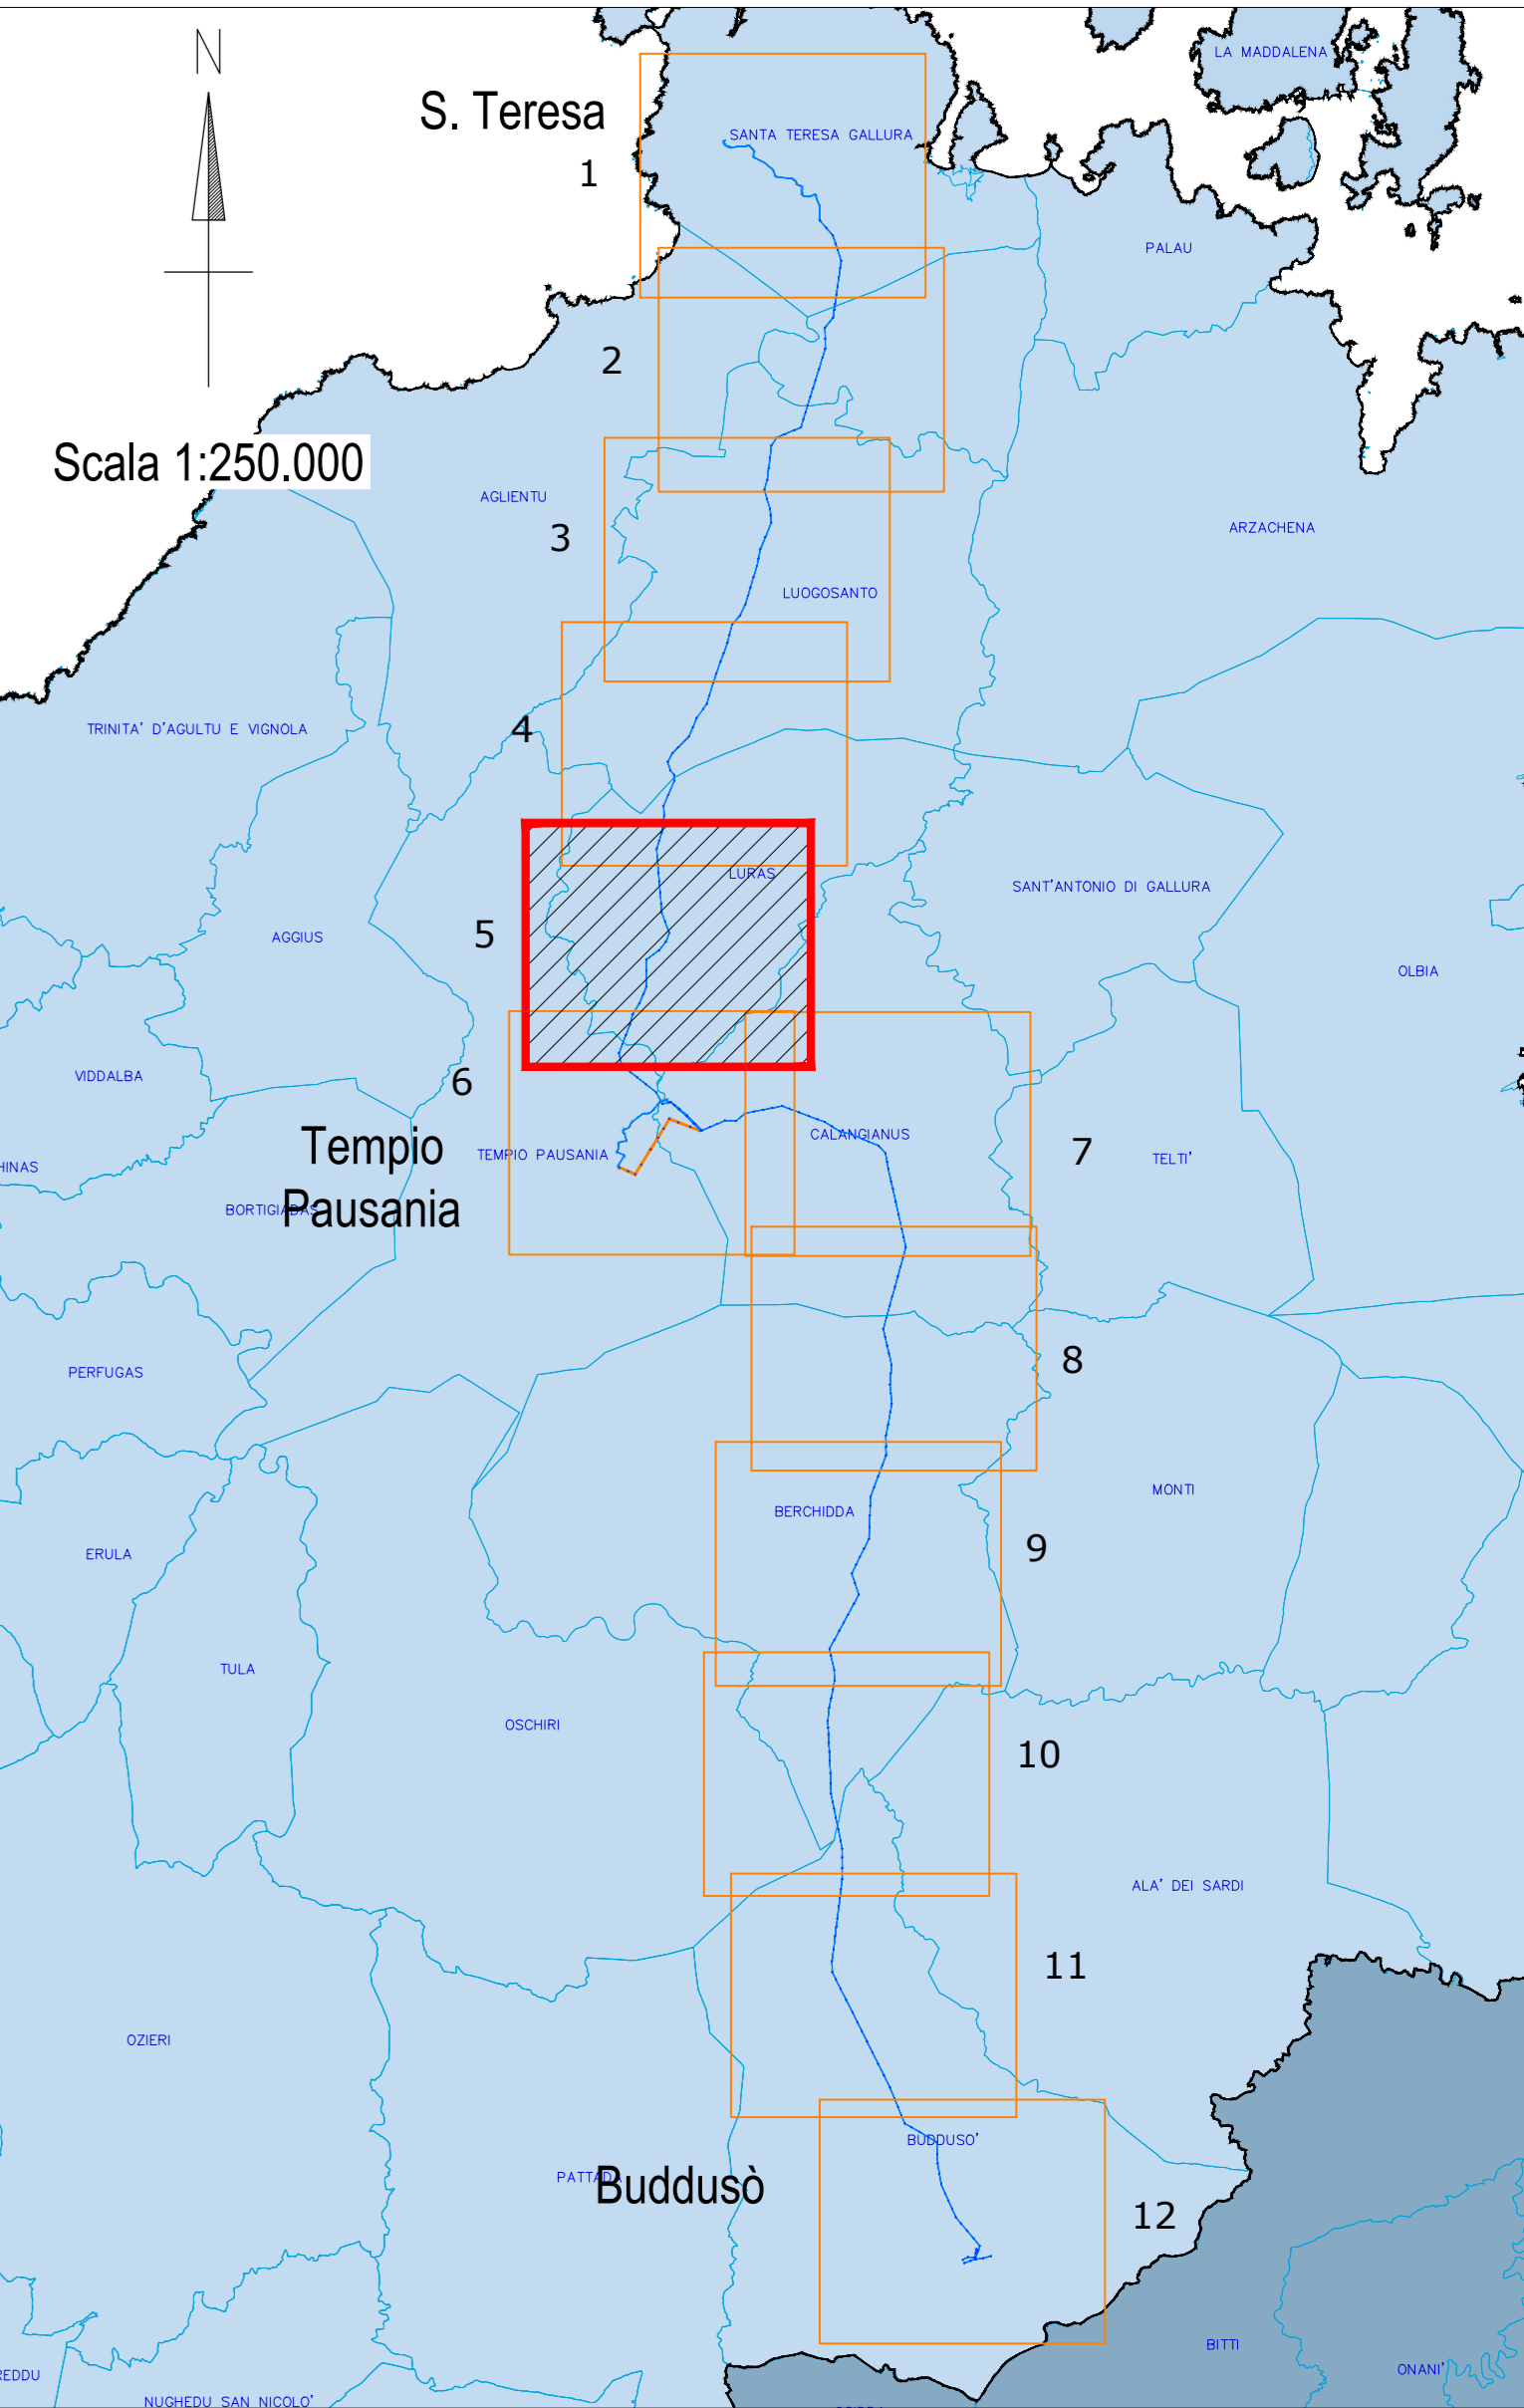 N
LA MADDALENA
S. Teresa
SANTA TERESA GALLURA
1
PALAU
2
Scala 1:250.000
AGLIENTU
3
ARZACHENA
LUOGOSANTO
4
TRINITA' D'AGULTU E VIGNOLA
LURAS
SANT'ANTONIO DI GALLURA
5
AGGIUS
OLBIA
VIDDALBA
6
CALANGIANUS
Tempio
Pausania
TEMPIO PAUSANIA
7
TELTI'
HINAS
BORTIGIADAS
8
PERFUGAS
MONTI
BERCHIDDA
9
ERULA
TULA
OSCHIRI
10
ALA' DEI SARDI
11
OZIERI
BUDDUSO'
PATTADA
Buddusò
12
BITTI
ONANI'
REDDU
NUGHEDU SAN NICOLO'